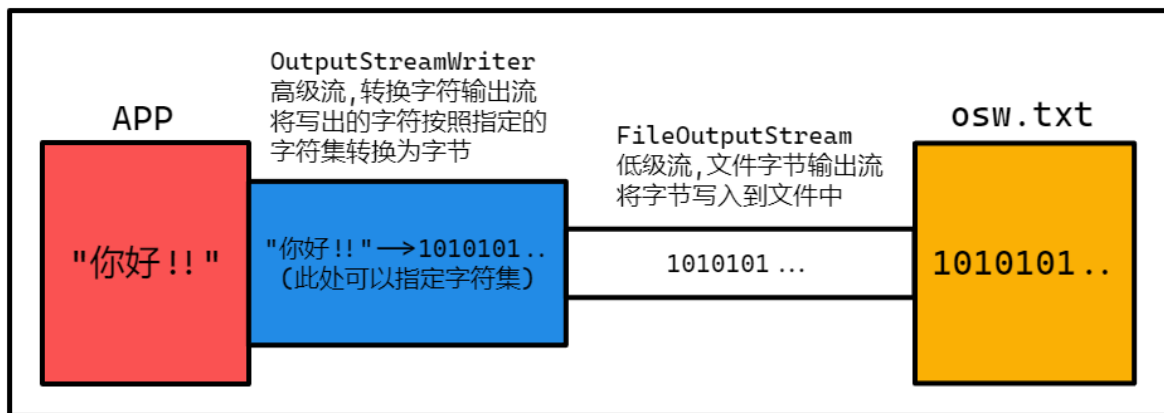 APP
"你好!!"
OutputStreamWriter
高级流,转换字符输出流
将写出的字符按照指定的
字符集转换为字节
"你好!!"→1010101..
(此处可以指定字符集)
FileOutputStream
低级流,文件字节输出流
将字节写入到文件中
1010101...
osw.txt
1010101..